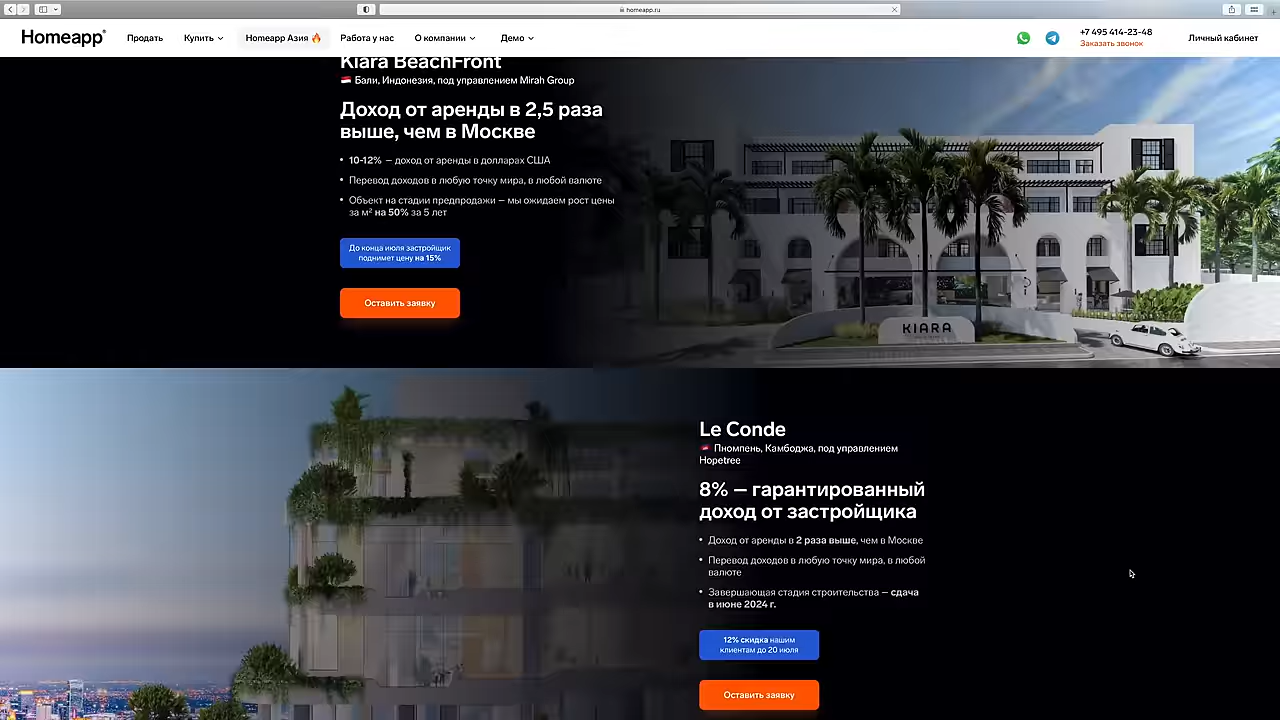 homeapp.ru
Homeapp®
Продать
Купить
Homeapp Азия 🔥
Работа у нас
О компании
Демо
+7 495 414-23-48
Заказать звонок
Личный кабинет
Kiara BeachFront
Бали, Индонезия, под управлением Mirah Group
Доход от аренды в 2,5 раза
выше, чем в Москве
• 10-12% — доход от аренды в долларах США
• Перевод доходов в любую точку мира, в любой валюте
• Объект на стадии предпродажи — мы ожидаем рост цены
за м² на 50% за 5 лет
До конца июля застройщик
поднимет цену на 15%
Оставить заявку
KIARA
Le Conde
Пномпень, Камбоджа, под управлением
Hopetree
8% — гарантированный
доход от застройщика
• Доход от аренды в 2 раза выше, чем в Москве
• Перевод доходов в любую точку мира, в любой
валюте
• Завершающая стадия строительства — сдача
в июне 2024 г.
12% скидка нашим
клиентам до 20 июля
Оставить заявку